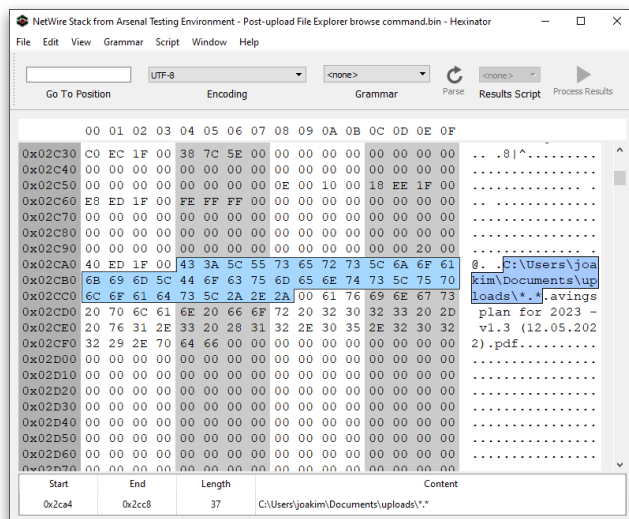 NetWire Stack from Arsenal Testing Environment - Post-upload File Explorer browse command.bin - Hexinator
File Edit View Grammar Script Window Help
UTF-8 <none> <none>
Go To Position Encoding Grammar Parse Results Script Process Results
00 01 02 03 04 05 06 07 08 09 0A 0B 0C 0D 0E 0F
0x02C30 C0 EC 1F 00 38 7C 5E 00 00 00 00 00 00 00 00 00 .. .8|^.........
0x02C40 00 00 00 00 00 00 00 00 00 00 00 00 00 00 00 00 ................
0x02C50 00 00 00 00 00 00 00 00 0E 00 10 00 18 EE 1F 00 ............ .
0x02C60 E8 ED 1F 00 FE FF FF 00 00 00 00 00 00 00 00 00 .. .............
0x02C70 00 00 00 00 00 00 00 00 00 00 00 00 00 00 00 00 ................
0x02C80 00 00 00 00 00 00 00 00 00 00 00 00 00 00 00 00 ................
0x02C90 00 00 00 00 00 00 00 00 00 00 00 00 00 00 20 00 .............. .
0x02CA0 40 ED 1F 00 43 3A 5C 55 73 65 72 73 5C 6A 6F 61 @. .C:\Users\joa
0x02CB0 6B 69 6D 5C 44 6F 63 75 6D 65 6E 74 73 5C 75 70 kim\Documents\up
0x02CC0 6C 6F 61 64 73 5C 2A 2E 2A 00 61 76 69 6E 67 73 loads\*.*.avings
0x02CD0 20 70 6C 61 6E 20 66 6F 72 20 32 30 32 33 20 2D plan for 2023 -
0x02CE0 20 76 31 2E 33 20 28 31 32 2E 30 35 2E 32 30 32 v1.3 (12.05.202
0x02CF0 32 29 2E 70 64 66 00 00 00 00 00 00 00 00 00 00 2).pdf..........
0x02D00 00 00 00 00 00 00 00 00 00 00 00 00 00 00 00 00 ................
0x02D10 00 00 00 00 00 00 00 00 00 00 00 00 00 00 00 00 ................
0x02D20 00 00 00 00 00 00 00 00 00 00 00 00 00 00 00 00 ................
0x02D30 00 00 00 00 00 00 00 00 00 00 00 00 00 00 00 00 ................
0x02D40 00 00 00 00 00 00 00 00 00 00 00 00 00 00 00 00 ................
0x02D50 00 00 00 00 00 00 00 00 00 00 00 00 00 00 00 00 ................
0x02D60 00 00 00 00 00 00 00 00 00 00 00 00 00 00 00 00 ................
0x02D70 00 00 00 00 00 00 00 00 00 00 00 00 00 00 00 00 ................
Start End Length Content
0x2ca4 0x2cc8 37 C:\Users\joakim\Documents\uploads\*.*